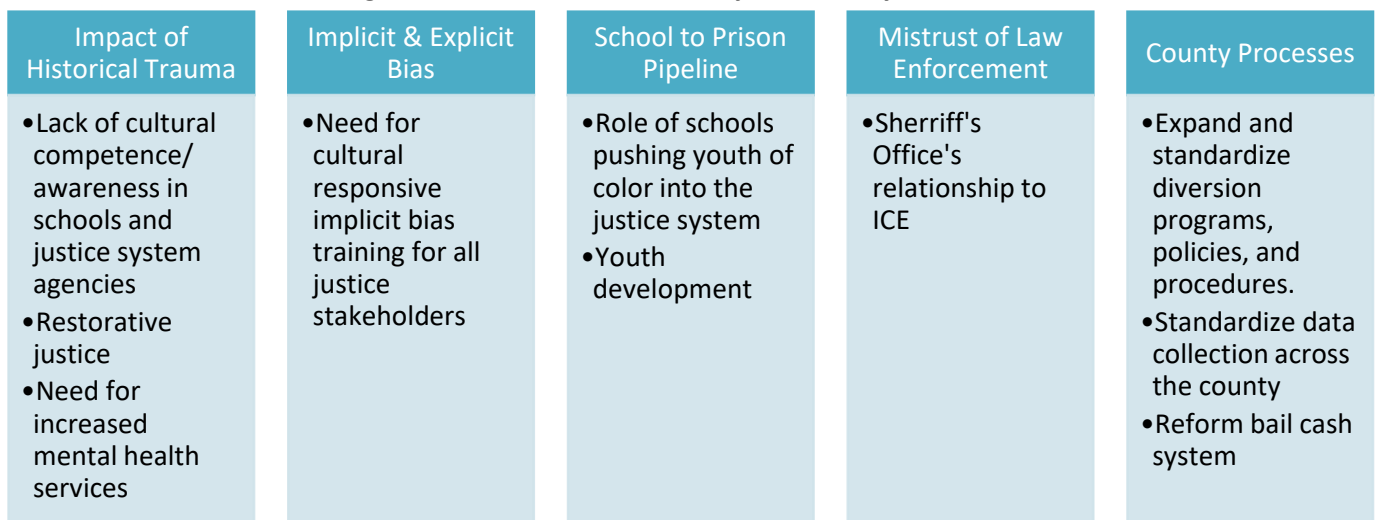 Impact of
Historical Trauma
•Lack of cultural
competence/
awareness in
schools and
justice system
agencies
•Restorative
justice
•Need for
increased
mental health
services
Implicit & Explicit
Bias
•Need for
cultural
responsive
implicit bias
training for all
justice
stakeholders
School to Prison
Pipeline
•Role of schools
pushing youth of
color into the
justice system
•Youth
development
Mistrust of Law
Enforcement
•Sherriff's
Office's
relationship to
ICE
County Processes
•Expand and
standardize
diversion
programs,
policies, and
procedures.
•Standardize data
collection across
the county
•Reform bail cash
system